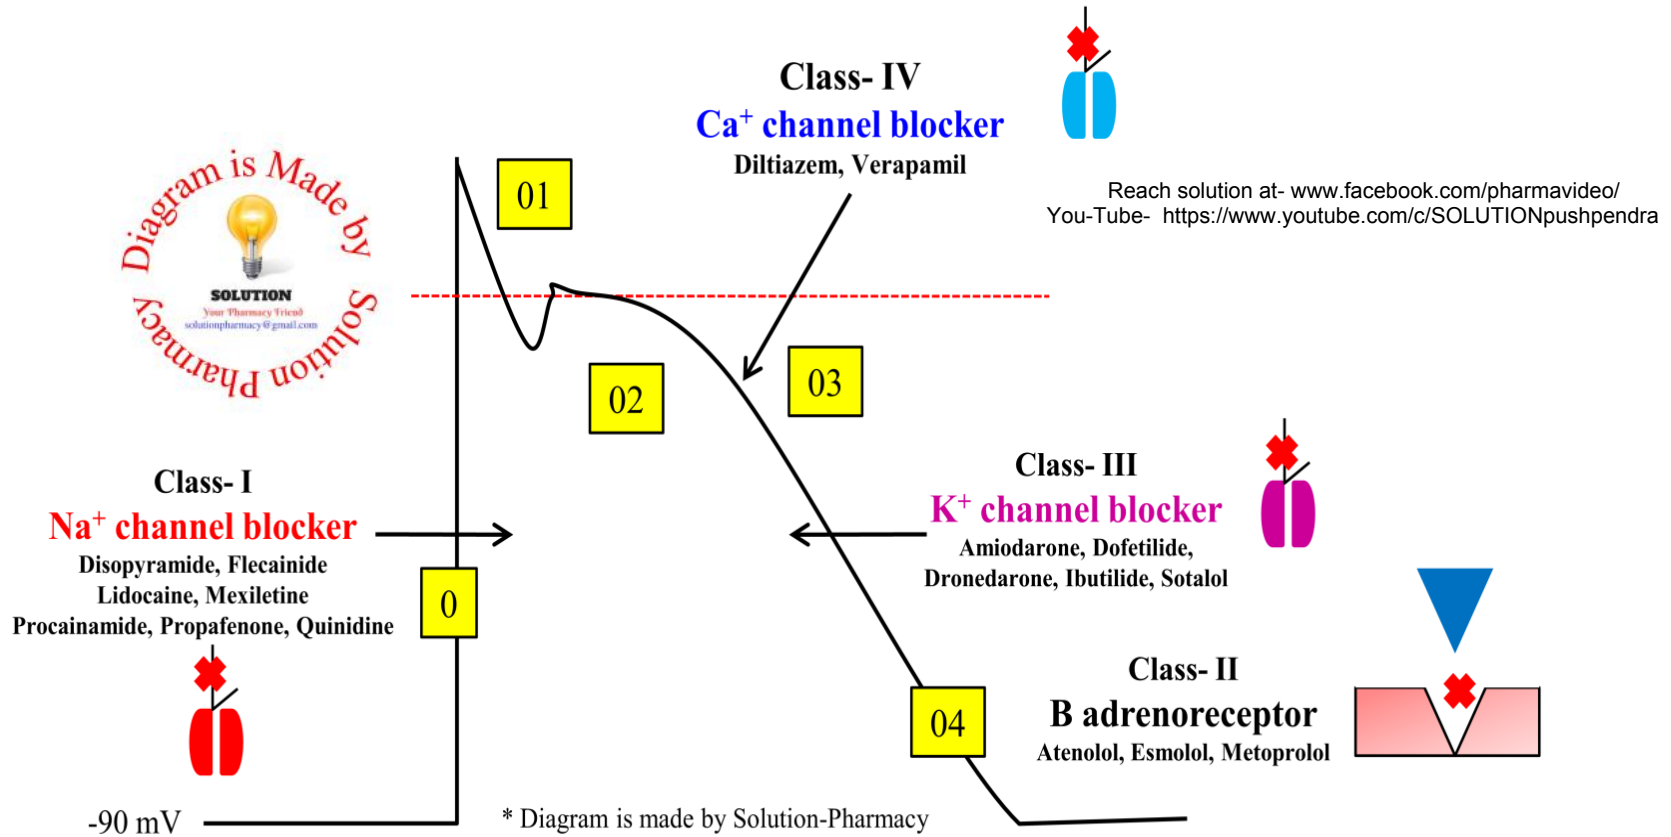 Class- IV
Ca⁺ channel blocker
Diltiazem, Verapamil
Reach solution at- www.facebook.com/pharmavideo/
You-Tube- https://www.youtube.com/c/SOLUTIONpushpendra
Diagram is Made by Solution Pharmacy
SOLUTION
Your Pharmacy Friend
solutionpharmacy@gmail.com
01
02
03
Class- I
Na⁺ channel blocker
Disopyramide, Flecainide
Lidocaine, Mexiletine
Procainamide, Propafenone, Quinidine
0
Class- III
K⁺ channel blocker
Amiodarone, Dofetilide,
Dronedarone, Ibutilide, Sotalol
04
Class- II
B adrenoreceptor
Atenolol, Esmolol, Metoprolol
-90 mV
* Diagram is made by Solution-Pharmacy